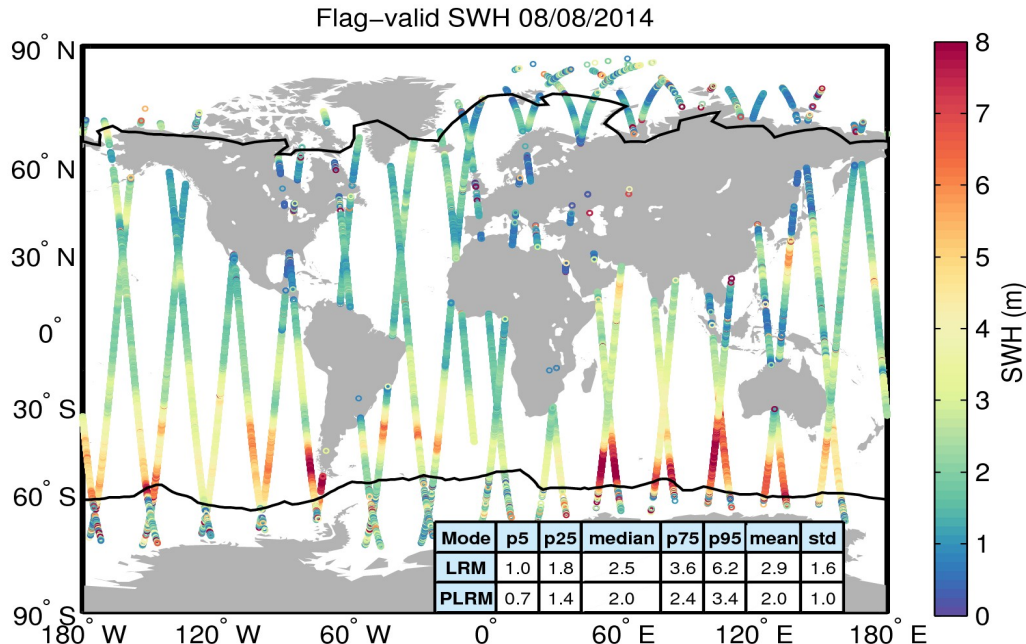 Flag-valid SWH 08/08/2014
90° N
60° N
30° N
0°
30° S
60° S
90° S
180° W
120° W
60° W
0°
60° E
120° E
180° E
8
7
6
5
4
3
2
1
0
SWH (m)
Mode p5 p25 median p75 p95 mean std
LRM 1.0 1.8 2.5 3.6 6.2 2.9 1.6
PLRM 0.7 1.4 2.0 2.4 3.4 2.0 1.0